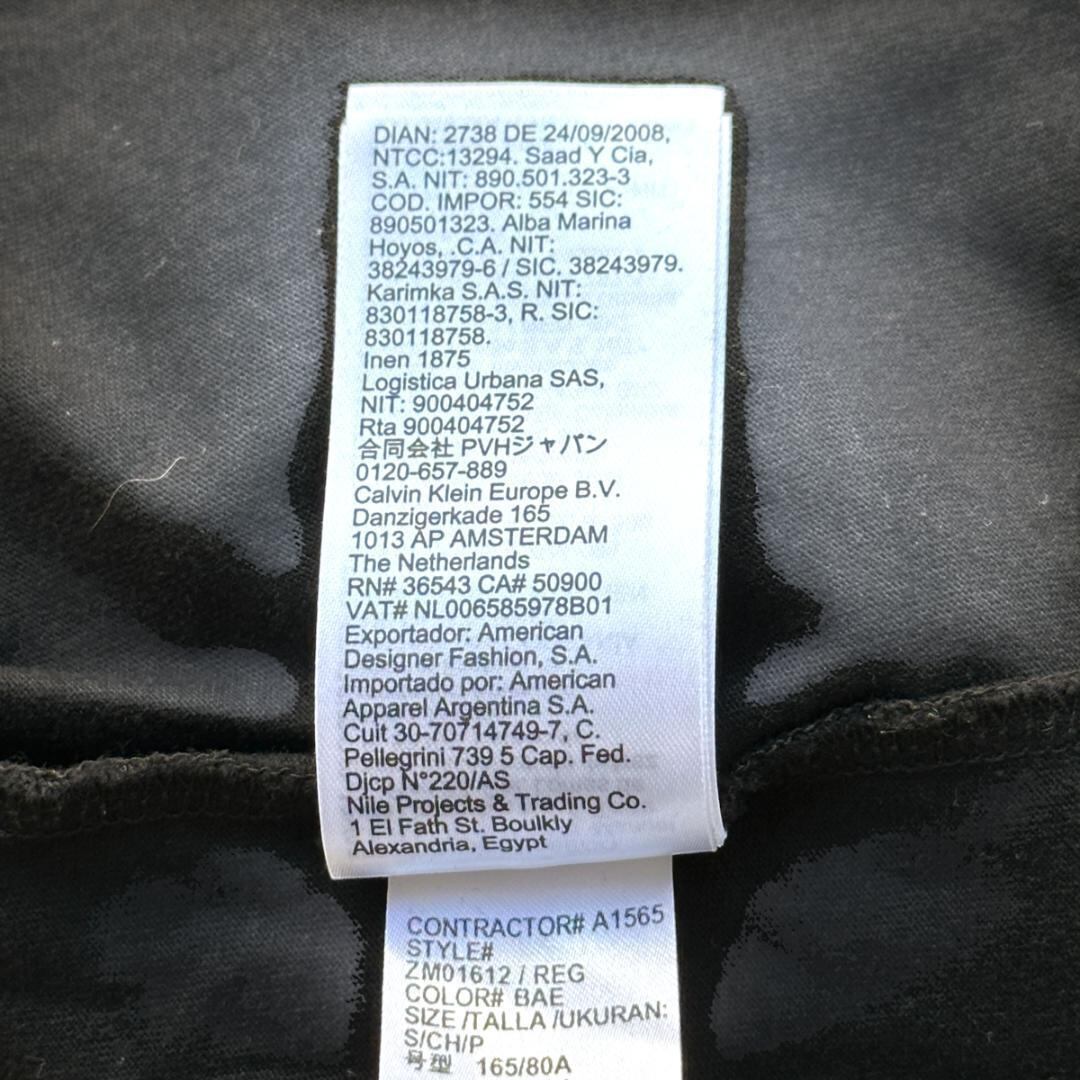 DIAN: 2738 DE 24/09/2008,
NTCC:13294. Saad Y Cia,
S.A. NIT: 890.501.323-3
COD. IMPOR: 554 SIC:
890501323. Alba Marina
Hoyos, .C.A. NIT:
38243979-6 / SIC. 38243979.
Karimka S.A.S. NIT:
830118758-3, R. SIC:
830118758.
Inen 1875
Logistica Urbana SAS,
NIT: 900404752
Rta 900404752
合同会社 PVHジャパン
0120-657-889
Calvin Klein Europe B.V.
Danzigerkade 165
1013 AP AMSTERDAM
The Netherlands
RN# 36543 CA# 50900
VAT# NL006585978B01
Exportador: American
Designer Fashion, S.A.
Importado por: American
Apparel Argentina S.A.
Cuit 30-70714749-7, C.
Pellegrini 739 5 Cap. Fed.
Djcp N°220/AS
Nile Projects & Trading Co.
1 El Fath St. Boulkly
Alexandria, Egypt
CONTRACTOR# A1565
STYLE#
ZM01612 / REG
COLOR# BAE
SIZE /TALLA /UKURAN:
S/CH/P
号型 165/80A